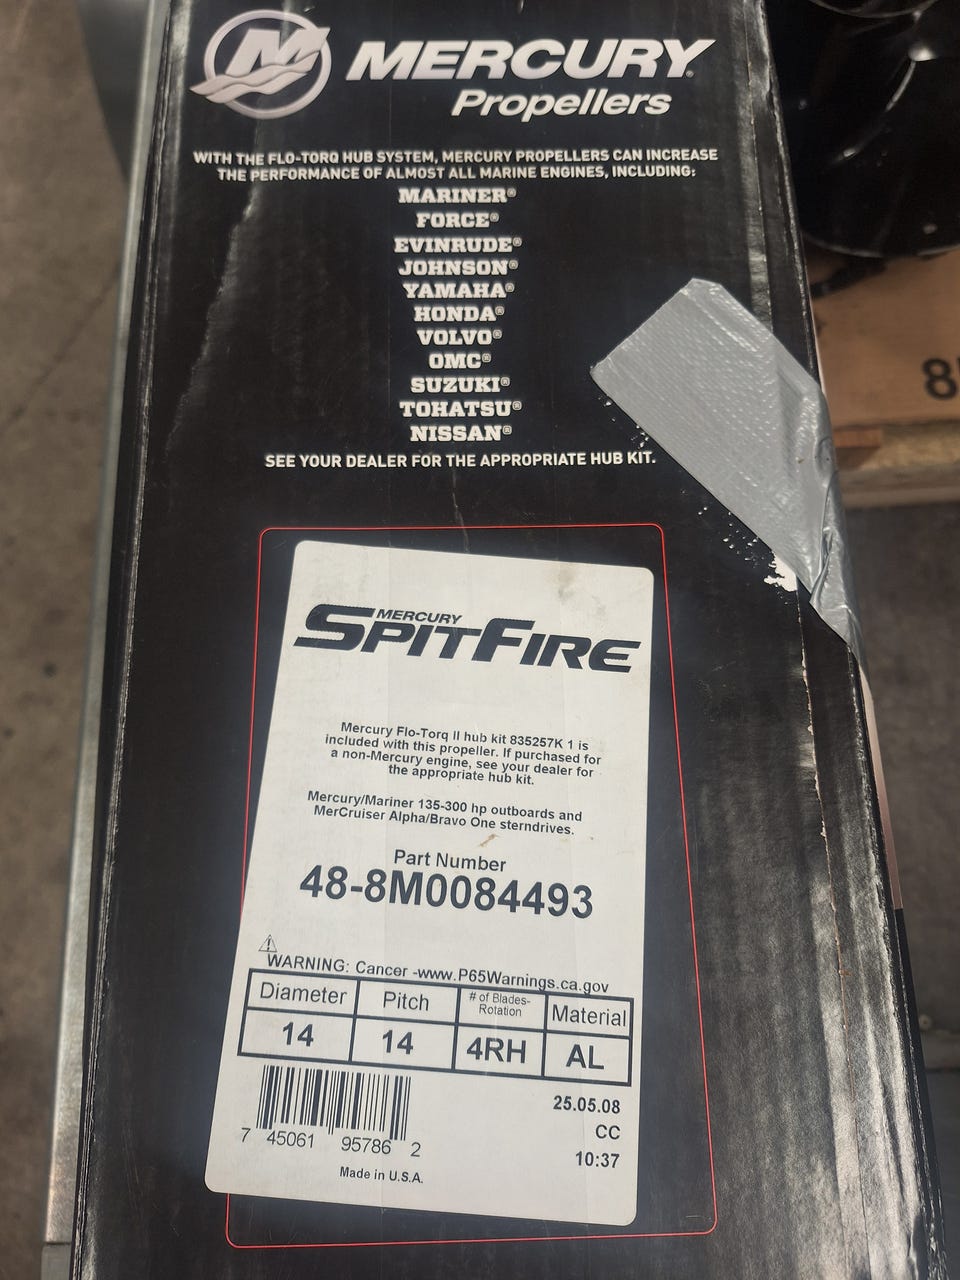 MERCURY®
Propellers
WITH THE FLO-TORQ HUB SYSTEM, MERCURY PROPELLERS CAN INCREASE
THE PERFORMANCE OF ALMOST ALL MARINE ENGINES, INCLUDING:
MARINER®
FORCE®
EVINRUDE®
JOHNSON®
YAMAHA®
HONDA®
VOLVO®
OMC®
SUZUKI®
TOHATSU®
NISSAN®
SEE YOUR DEALER FOR THE APPROPRIATE HUB KIT.
MERCURY
SPITFIRE
Mercury Flo-Torq II hub kit 835257K 1 is
included with this propeller. If purchased for
a non-Mercury engine, see your dealer for
the appropriate hub kit.
Mercury/Mariner 135-300 hp outboards and
MerCruiser Alpha/Bravo One sterndrives.
Part Number
48-8M0084493
WARNING: Cancer -www.P65Warnings.ca.gov
Diameter Pitch # of Blades- Material
Rotation
14 14 4RH AL
25.05.08
CC
10:37
7 45061 95786 2
Made in U.S.A.